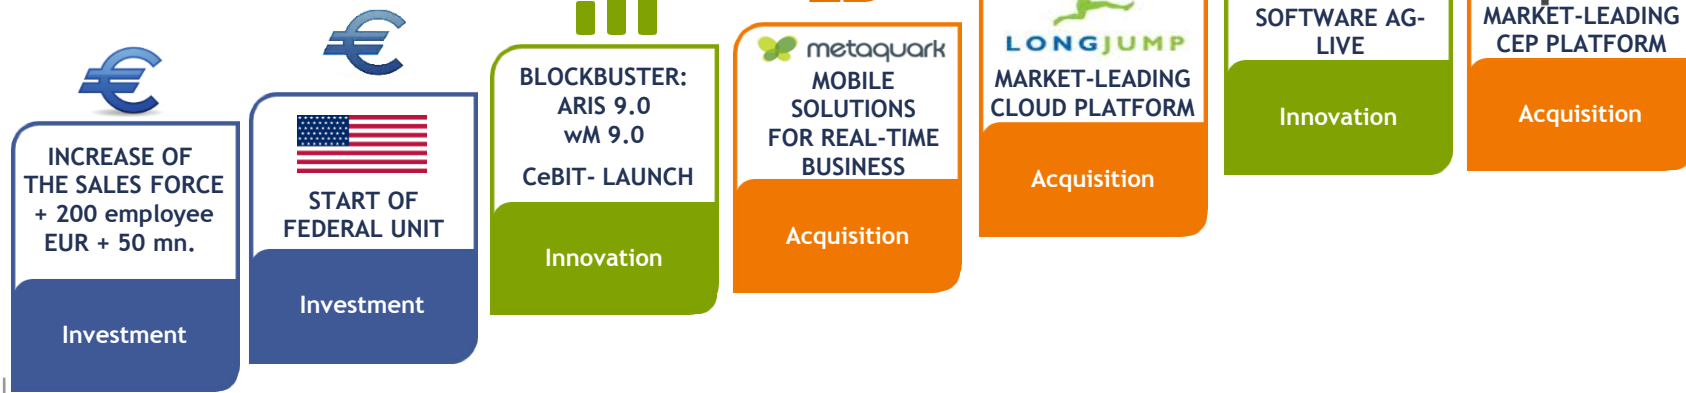 INCREASE OF
THE SALES FORCE
+ 200 employee
EUR + 50 mn.
Investment
START OF
FEDERAL UNIT
Investment
BLOCKBUSTER:
ARIS 9.0
wM 9.0
CeBIT- LAUNCH
Innovation
metaquark
MOBILE
SOLUTIONS
FOR REAL-TIME
BUSINESS
Acquisition
LONGJUMP
MARKET-LEADING
CLOUD PLATFORM
Acquisition
SOFTWARE AG-
LIVE
Innovation
MARKET-LEADING
CEP PLATFORM
Acquisition